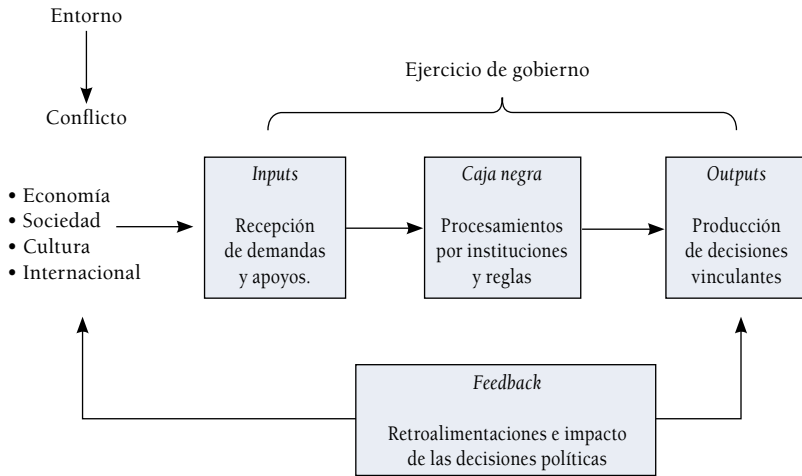 Entorno
Ejercicio de gobierno
Conflicto
• Economía
• Sociedad
• Cultura
• Internacional
Inputs
Recepción
de demandas
y apoyos.
Caja negra
Procesamientos
por instituciones
y reglas
Outputs
Producción
de decisiones
vinculantes
Feedback
Retroalimentaciones e impacto
de las decisiones políticas